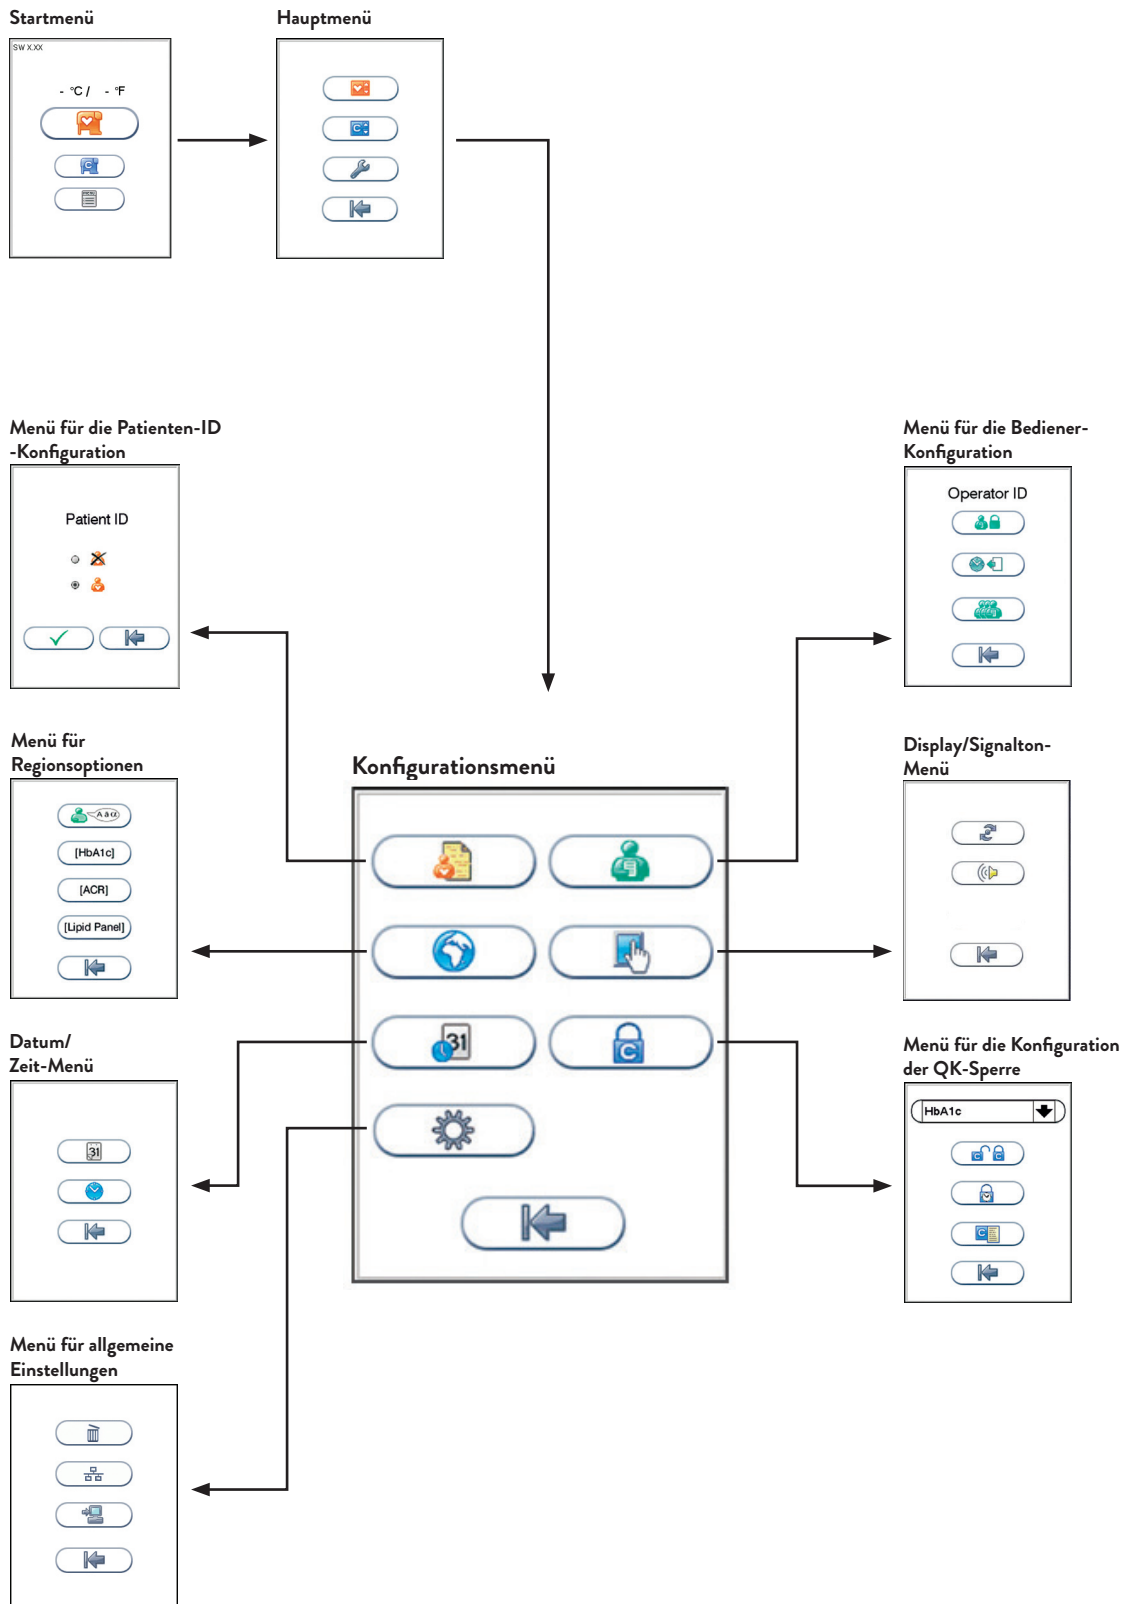 Startmenü
Hauptmenü
SW X.XX
- °C / - °F
MENU
Menü für die Patienten-ID
-Konfiguration
Patient ID
Menü für die Bediener-
Konfiguration
Operator ID
Menü für
Regionsoptionen
A ä α
[HbA1c]
[ACR]
[Lipid Panel]
Konfigurationsmenü
31
C
Display/Signalton-
Menü
Datum/
Zeit-Menü
31
Menü für die Konfiguration
der QK-Sperre
HbA1c
C C
C
Menü für allgemeine
Einstellungen